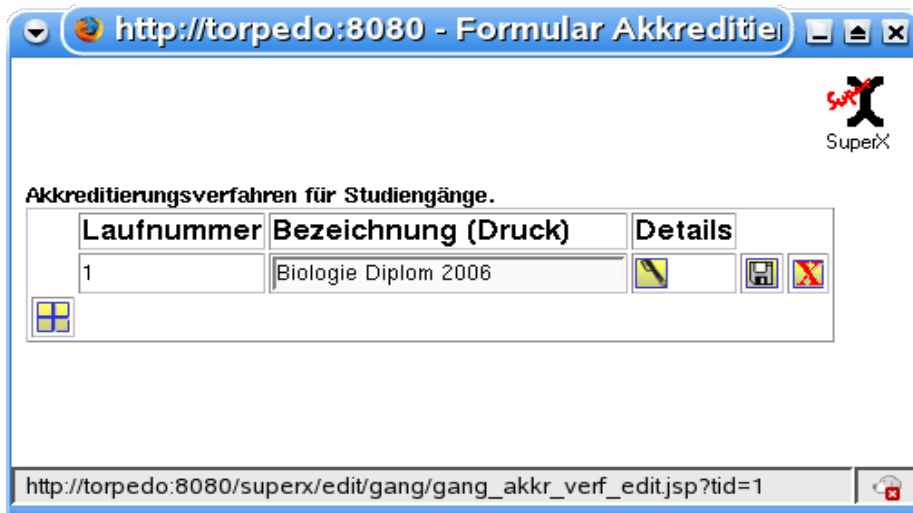 http://torpedo:8080 - Formular Akkreditie
SuperX
SuperX
Akkreditierungsverfahren für Studiengänge.
Laufnummer Bezeichnung (Druck) Details
1 Biologie Diplom 2006 X
http://torpedo:8080/superx/edit/gang/gang_akkr_verf_edit.jsp?tid=1